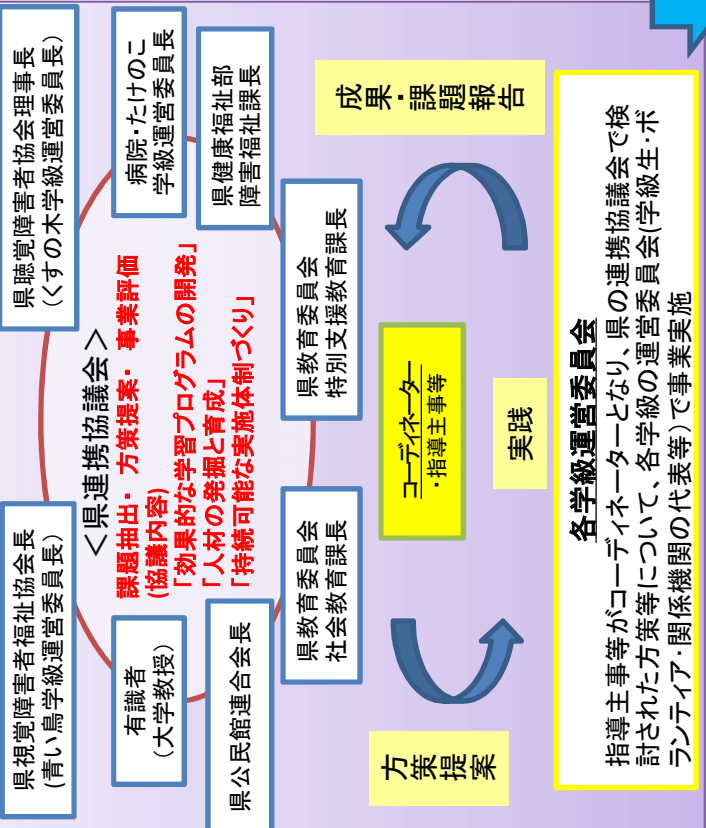 県視覚障害者福祉協会長
(青い鳥学級運営委員長)
県聴覚障害者協会理事長
(くすの木学級運営委員長)
有識者
(大学教授)
＜県連携協議会＞
課題抽出・ 方策提案・ 事業評価
(協議内容)
「効果的な学習プログラムの開発」
「人材の発掘と育成」
「持続可能な実施体制づくり」
病院・たけのこ
学級運営委員長
県公民館連合会会長
県健康福祉部
障害福祉課長
県教育委員会
社会教育課長
県教育委員会
特別支援教育課長
方策提案
コーディネーター
・指導主事等
成果・課題報告
実践
各学級運営委員会
指導主事等がコーディネーターとなり、県の連携協議会で検
討された方策等について、各学級の運営委員会(学級生・ボ
ランティア・関係機関の代表等)で事業実施